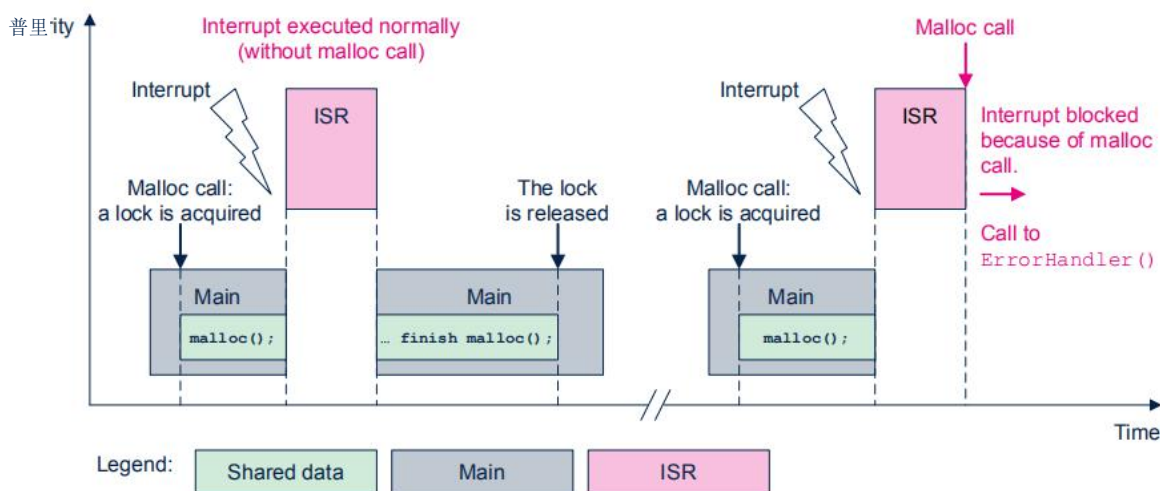 普里rity
Interrupt executed normally
(without malloc call)
Malloc call
Interrupt
ISR
Interrupt
ISR
Interrupt blocked
because of malloc
call.
Malloc call:
a lock is acquired
The lock
is released
Malloc call:
a lock is acquired
Call to
ErrorHandler()
Main
Main
Main
malloc();
… finish malloc();
malloc();
Time
Legend:
Shared data
Main
ISR